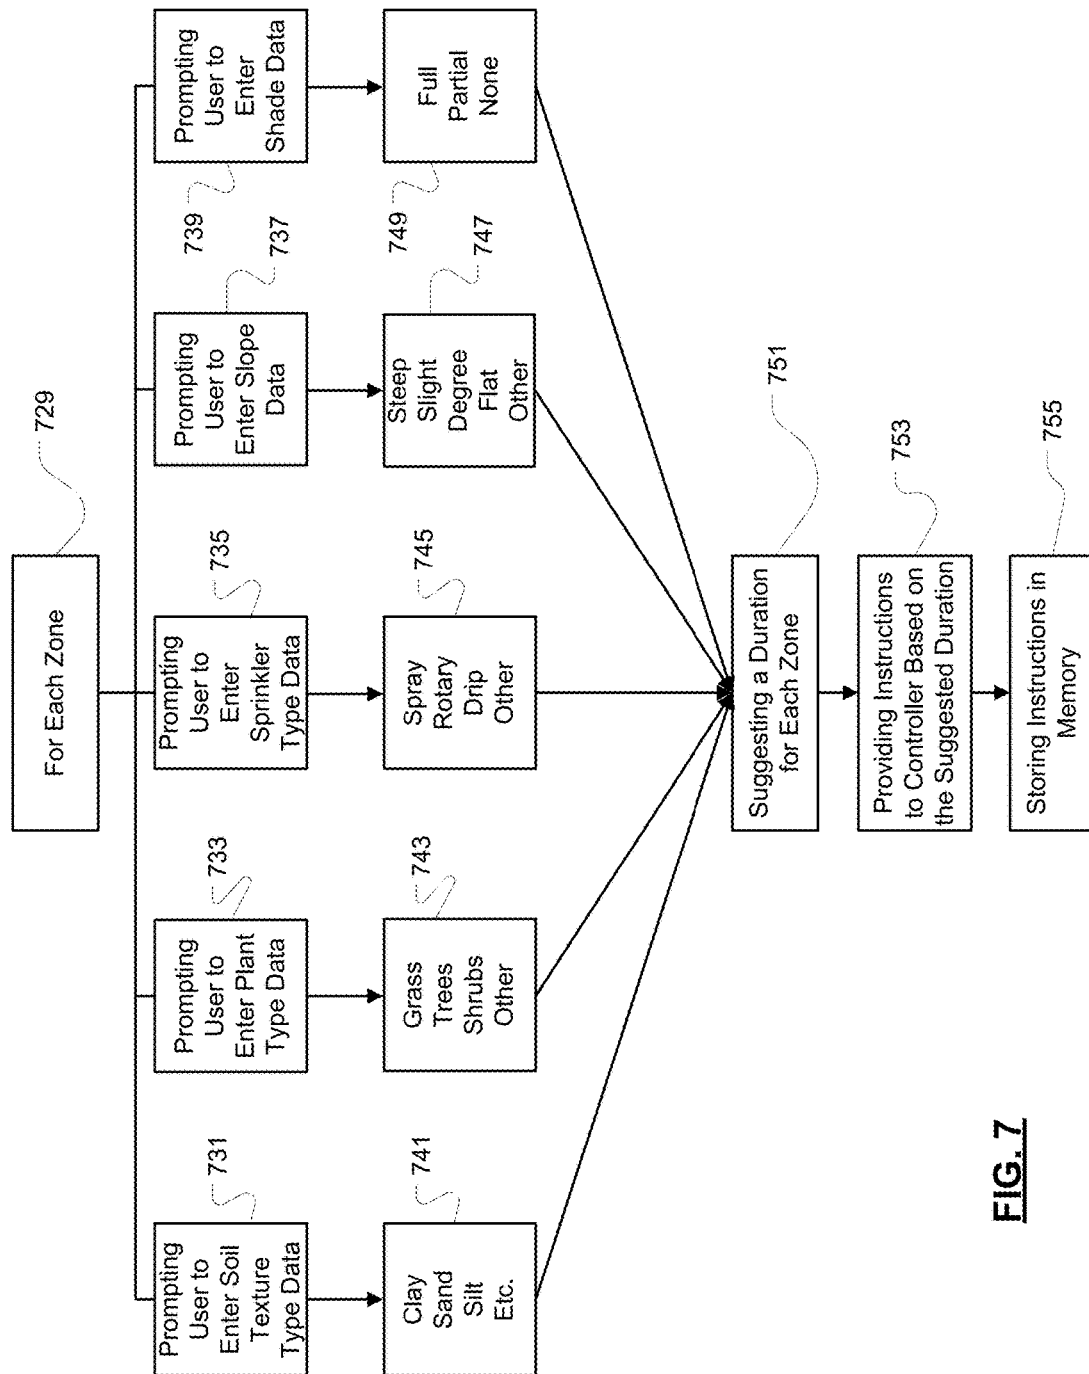 For Each Zone
729
Prompting
User to
Enter Soil
Texture
Type Data
731
Prompting
User to
Enter Plant
Type Data
733
Prompting
User to
Enter
Sprinkler
Type Data
735
Prompting
User to
Enter Slope
Data
737
Prompting
User to
Enter
Shade Data
739
Clay
Sand
Silt
Etc.
741
Grass
Trees
Shrubs
Other
743
Spray
Rotary
Drip
Other
745
Steep
Slight
Degree
Flat
Other
747
Full
Partial
None
749
Suggesting a Duration
for Each Zone
751
Providing Instructions
to Controller Based on
the Suggested Duration
753
Storing Instructions in
Memory
755
FIG. 7